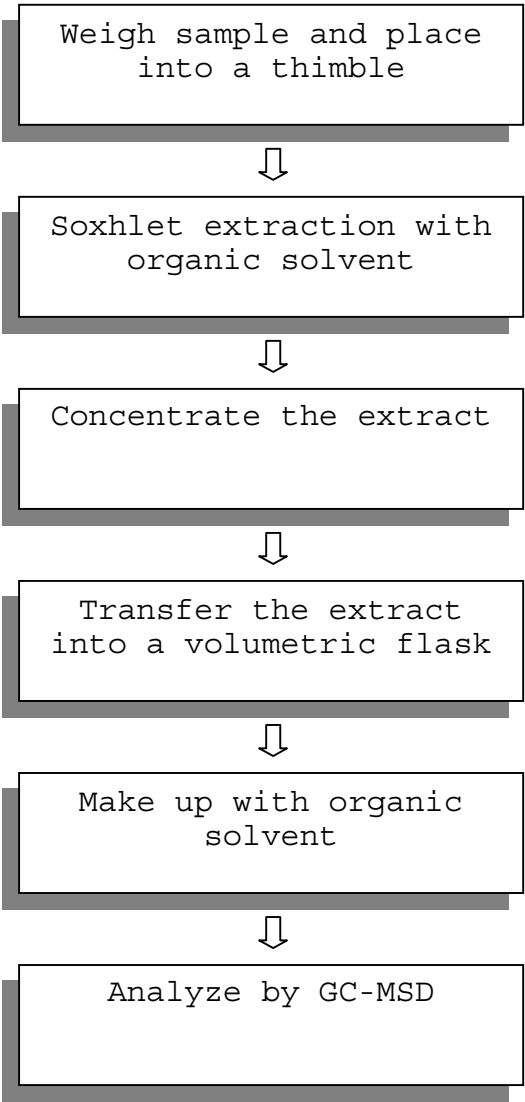 Weigh sample and place
into a thimble
Soxhlet extraction with
organic solvent
Concentrate the extract
Transfer the extract
into a volumetric flask
Make up with organic
solvent
Analyze by GC-MSD